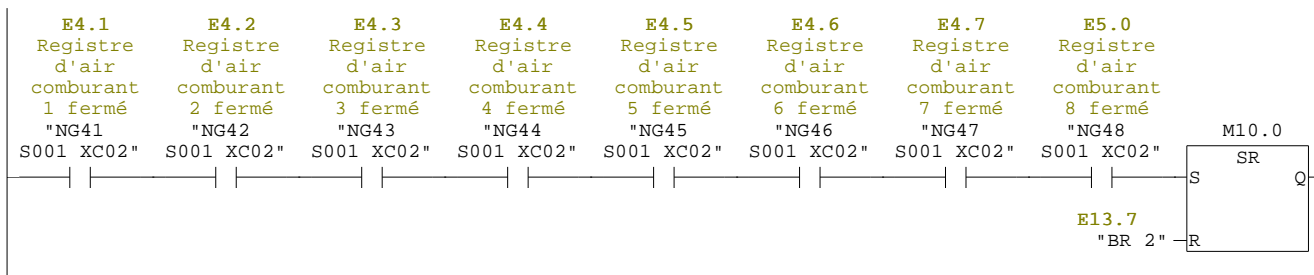 E4.1 E4.2 E4.3 E4.4 E4.5 E4.6 E4.7 E5.0
Registre Registre Registre Registre Registre Registre Registre Registre
d'air d'air d'air d'air d'air d'air d'air d'air
comburant comburant comburant comburant comburant comburant comburant comburant
1 fermé 2 fermé 3 fermé 4 fermé 5 fermé 6 fermé 7 fermé 8 fermé
"NG41 "NG42 "NG43 "NG44 "NG45 "NG46 "NG47 "NG48 M10.0
S001 XC02" S001 XC02" S001 XC02" S001 XC02" S001 XC02" S001 XC02" S001 XC02" S001 XC02" SR
S Q
E13.7
"BR 2" R